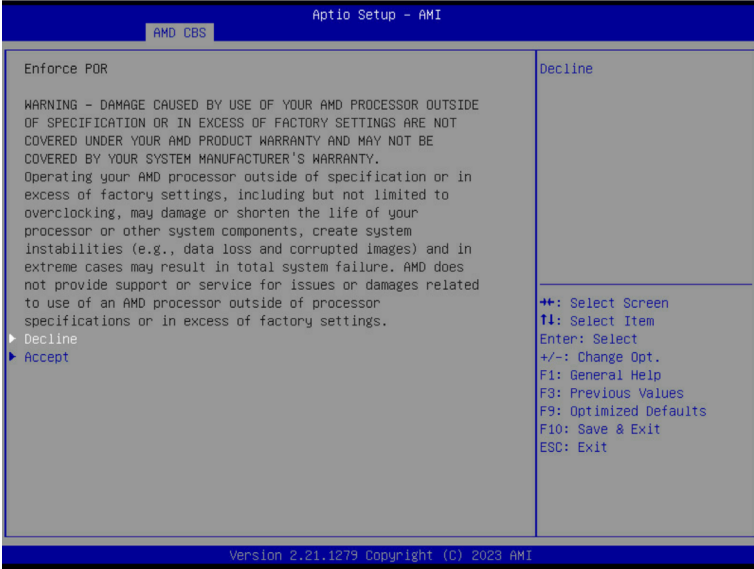 Aptio Setup – AMI
AMD CBS
Enforce POR
WARNING – DAMAGE CAUSED BY USE OF YOUR AMD PROCESSOR OUTSIDE
OF SPECIFICATION OR IN EXCESS OF FACTORY SETTINGS ARE NOT
COVERED UNDER YOUR AMD PRODUCT WARRANTY AND MAY NOT BE
COVERED BY YOUR SYSTEM MANUFACTURER'S WARRANTY.
Operating your AMD processor outside of specification or in
excess of factory settings, including but not limited to
overclocking, may damage or shorten the life of your
processor or other system components, create system
instabilities (e.g., data loss and corrupted images) and in
extreme cases may result in total system failure. AMD does
not provide support or service for issues or damages related
to use of an AMD processor outside of processor
specifications or in excess of factory settings.
Decline
Accept
Decline
→←: Select Screen
↑↓: Select Item
Enter: Select
+/-: Change Opt.
F1: General Help
F3: Previous Values
F9: Optimized Defaults
F10: Save & Exit
ESC: Exit
Version 2.21.1279 Copyright (C) 2023 AMI